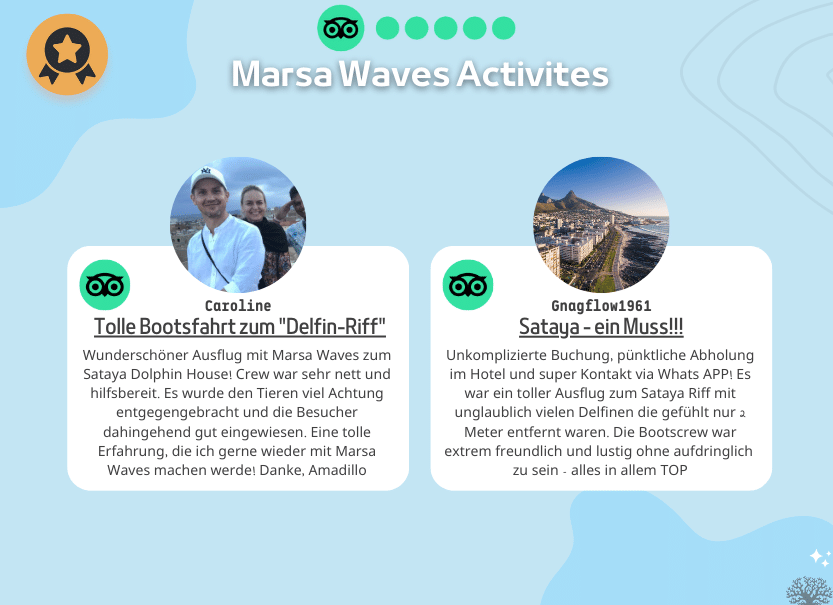 Marsa Waves Activites
Caroline
Tolle Bootsfahrt zum "Delfin-Riff"
Wunderschöner Ausflug mit Marsa Waves zum
Sataya Dolphin House! Crew war sehr nett und
hilfsbereit. Es wurde den Tieren viel Achtung
entgegengebracht und die Besucher
dahingehend gut eingewiesen. Eine tolle
Erfahrung, die ich gerne wieder mit Marsa
Waves machen werde! Danke, Amadillo
Gnagflow1961
Sataya - ein Muss!!!
Unkomplizierte Buchung, pünktliche Abholung
im Hotel und super Kontakt via Whats APP! Es
war ein toller Ausflug zum Sataya Riff mit
unglaublich vielen Delfinen die gefühlt nur 2
Meter entfernt waren. Die Bootscrew war
extrem freundlich und lustig ohne aufdringlich
zu sein - alles in allem TOP